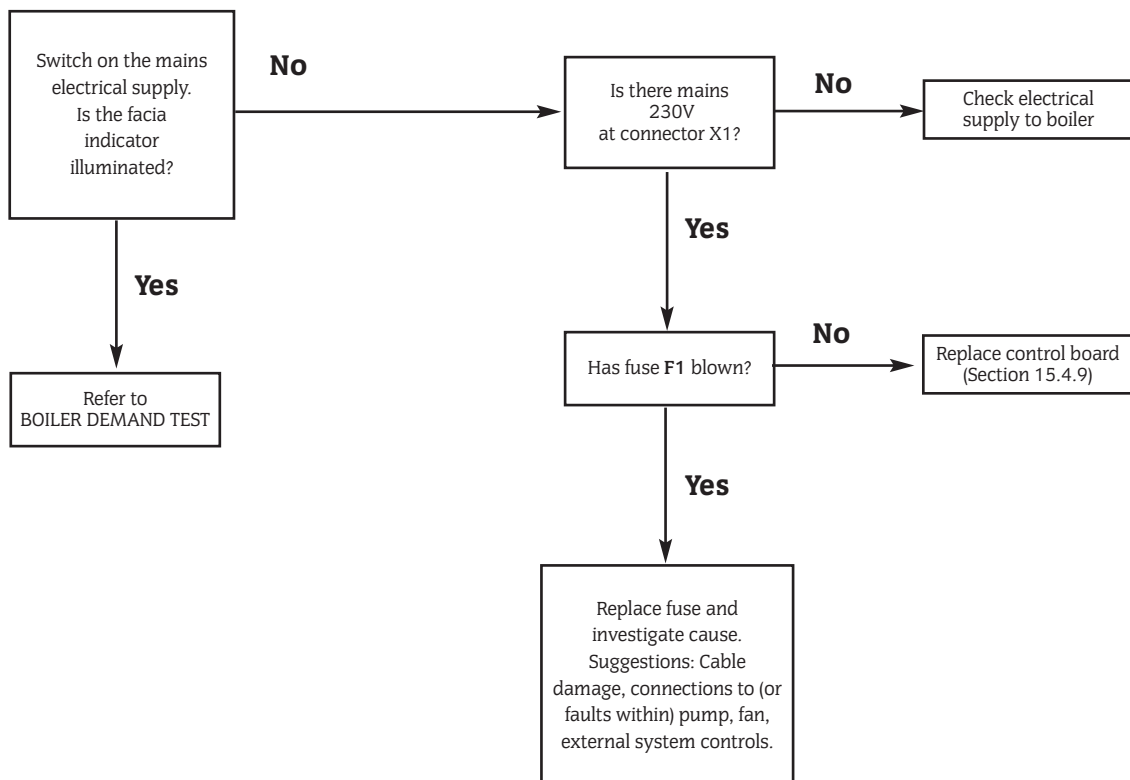 Switch on the mains
electrical supply.
Is the facia
indicator
illuminated?
No
Is there mains
230V
at connector X1?
No
Check electrical
supply to boiler
Yes
Yes
Refer to
BOILER DEMAND TEST
Has fuse F1 blown?
No
Replace control board
(Section 15.4.9)
Yes
Replace fuse and
investigate cause.
Suggestions: Cable
damage, connections to (or
faults within) pump, fan,
external system controls.